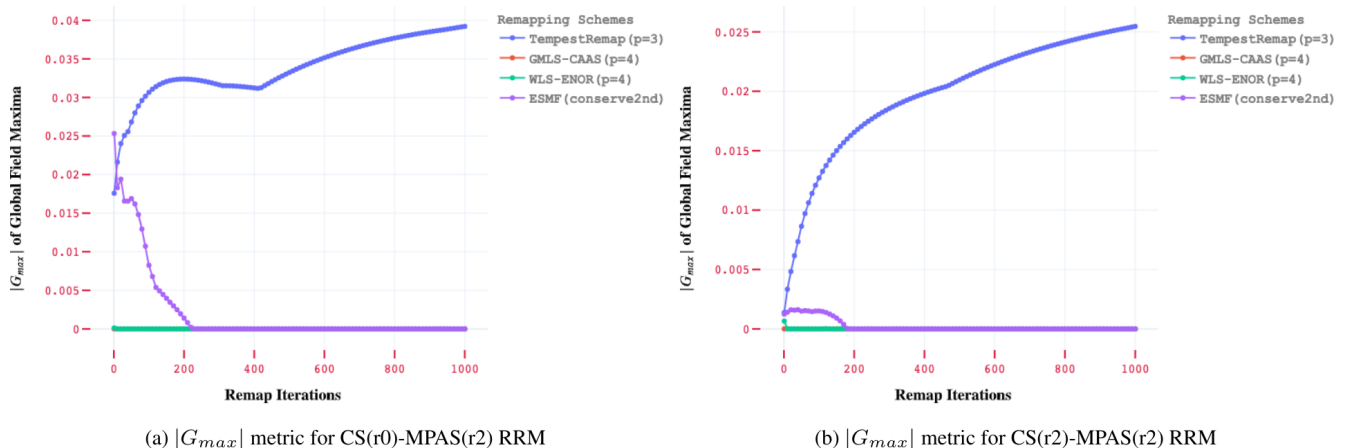 0.04
0.035
0.03
0.025
0.02
0.015
0.01
0.005
0
|G_max| of Global Field Maxima
0 200 400 600 800 1000
Remap Iterations
Remapping Schemes
TempestRemap(p=3)
GMLS-CAAS(p=4)
WLS-ENOR(p=4)
ESMF(conserve2nd)
(a) |G_max| metric for CS(r0)-MPAS(r2) RRM
0.025
0.02
0.015
0.01
0.005
0
|G_max| of Global Field Maxima
0 200 400 600 800 1000
Remap Iterations
Remapping Schemes
TempestRemap(p=3)
GMLS-CAAS(p=4)
WLS-ENOR(p=4)
ESMF(conserve2nd)
(b) |G_max| metric for CS(r2)-MPAS(r2) RRM